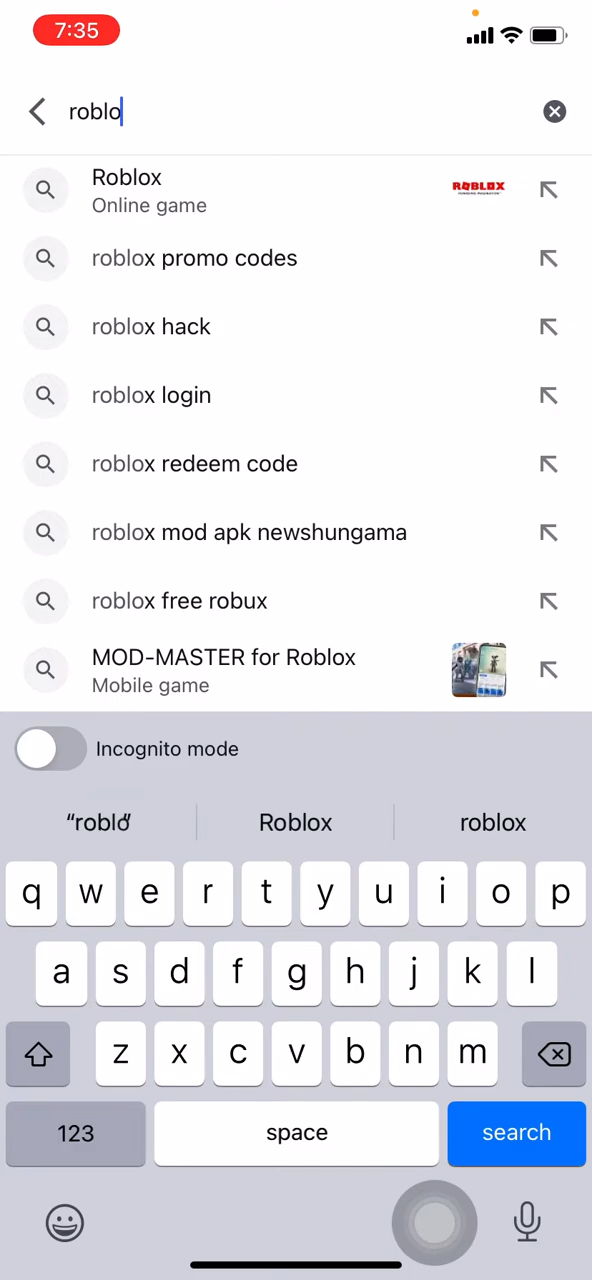 7:35
roblo
Roblox
Online game
ROBLOX
roblox promo codes
roblox hack
roblox login
roblox redeem code
roblox mod apk newshungama
roblox free robux
MOD-MASTER for Roblox
Mobile game
Incognito mode
“roblo” Roblox roblox
q w e r t y u i o p
a s d f g h j k l
z x c v b n m
123 space search